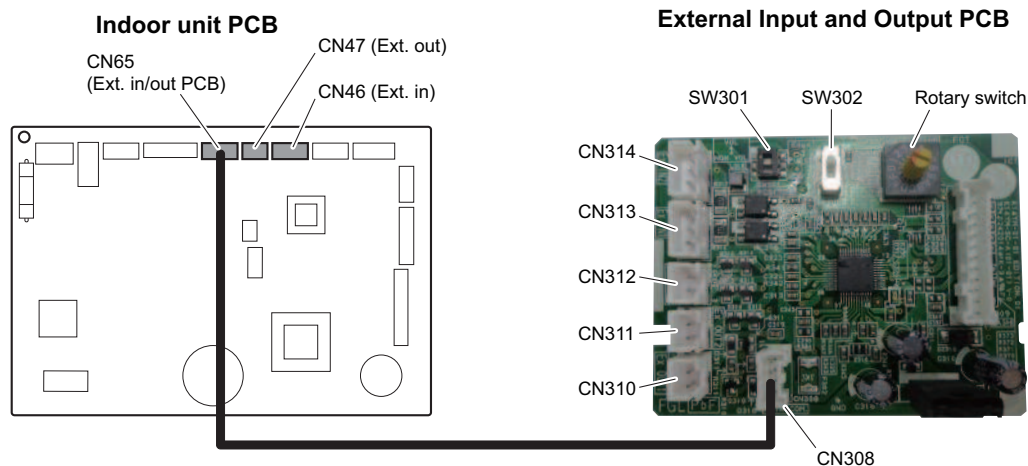 Indoor unit PCB
External Input and Output PCB
CN65
(Ext. in/out PCB)
CN47 (Ext. out)
CN46 (Ext. in)
SW301
SW302
Rotary switch
CN314
CN313
CN312
CN311
CN310
CN308